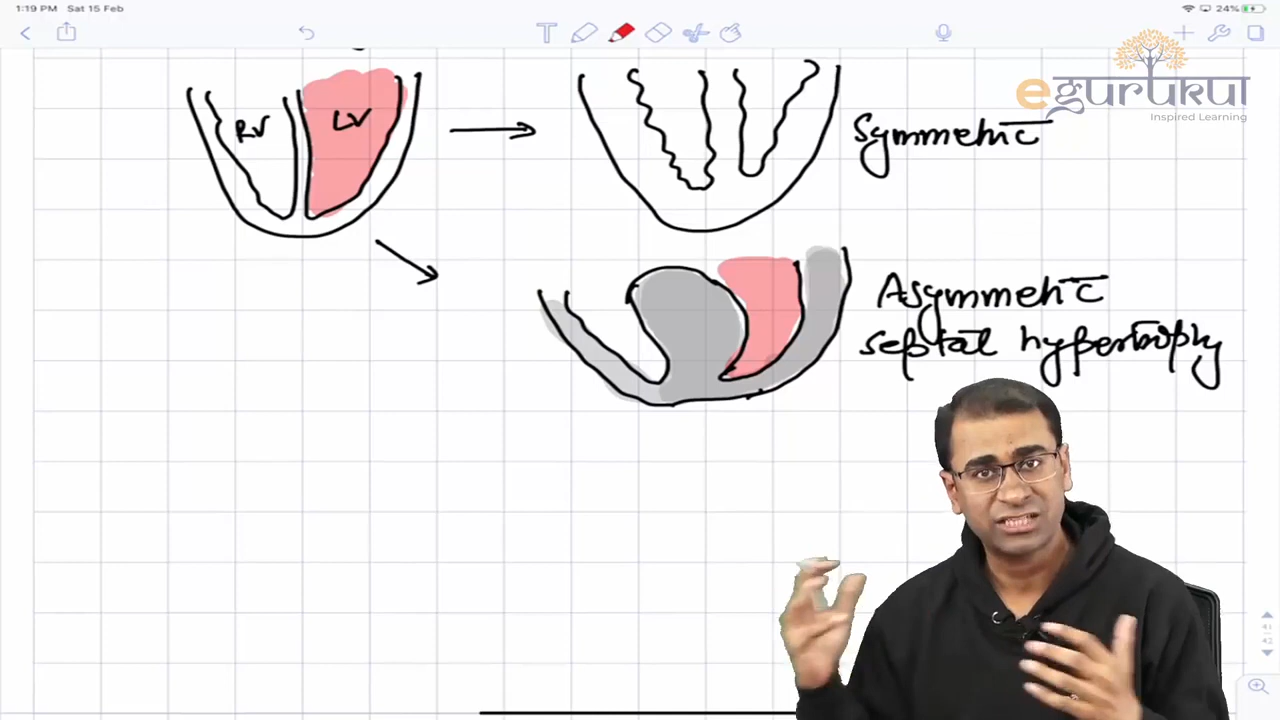 1:19 PM Sat 15 Feb
24%
egurukul
Inspired Learning
RV
LV
Symmetric
Asymmetric
septal hypertrophy